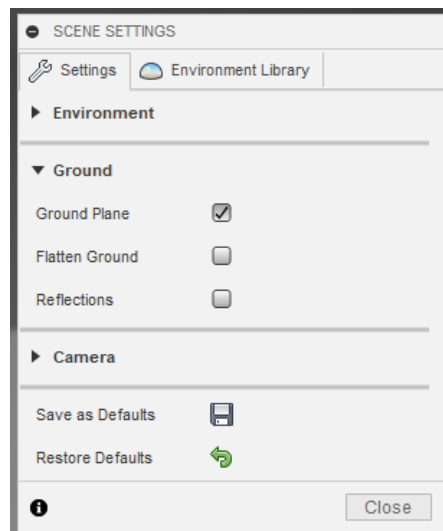 SCENE SETTINGS
Settings
Environment Library
Environment
Ground
Ground Plane
Flatten Ground
Reflections
Camera
Save as Defaults
Restore Defaults
Close